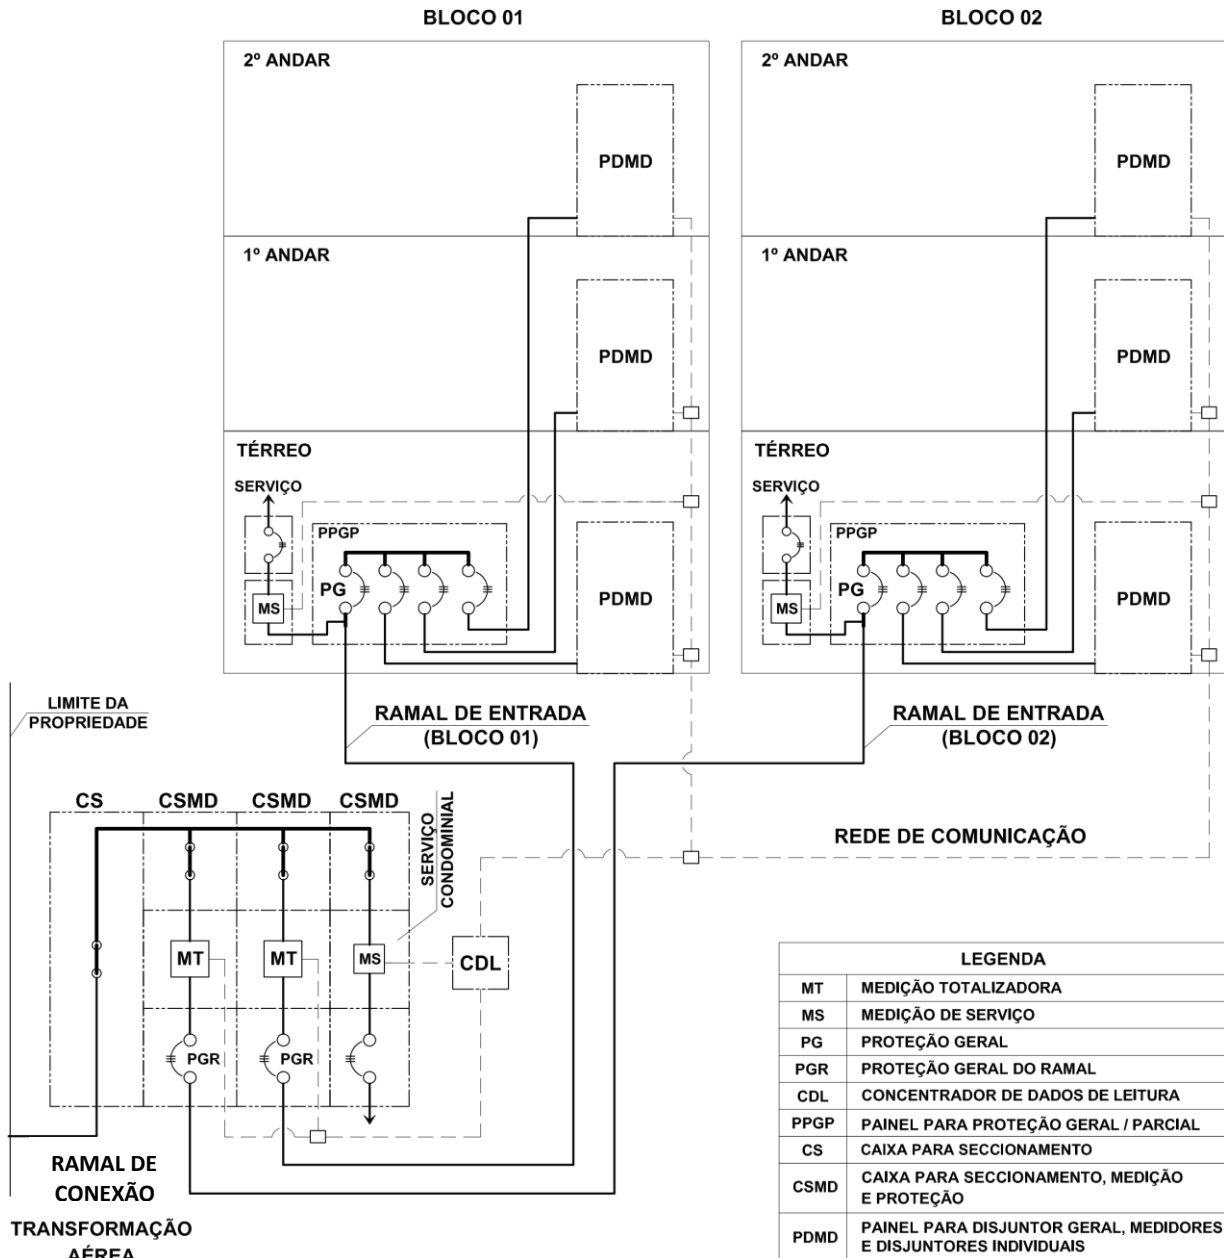 BLOCO 01
BLOCO 02
2º ANDAR
PDMD
2º ANDAR
PDMD
1º ANDAR
PDMD
1º ANDAR
PDMD
TÉRREO
SERVIÇO
PPGP
PG
MS
PDMD
TÉRREO
SERVIÇO
PPGP
PG
MS
PDMD
LIMITE DA
PROPRIEDADE
RAMAL DE ENTRADA
(BLOCO 01)
RAMAL DE ENTRADA
(BLOCO 02)
CS
CSMD
CSMD
CSMD
SERVIÇO
CONDOMINIAL
REDE DE COMUNICAÇÃO
MT
MT
MS
CDL
PGR
PGR
RAMAL DE
CONEXÃO
TRANSFORMAÇÃO
AÉREA
LEGENDA
MT MEDIÇÃO TOTALIZADORA
MS MEDIÇÃO DE SERVIÇO
PG PROTEÇÃO GERAL
PGR PROTEÇÃO GERAL DO RAMAL
CDL CONCENTRADOR DE DADOS DE LEITURA
PPGP PAINEL PARA PROTEÇÃO GERAL / PARCIAL
CS CAIXA PARA SECCIONAMENTO
CSMD CAIXA PARA SECCIONAMENTO, MEDIÇÃO
E PROTEÇÃO
PDMD PAINEL PARA DISJUNTOR GERAL, MEDIDORES
E DISJUNTORES INDIVIDUAIS